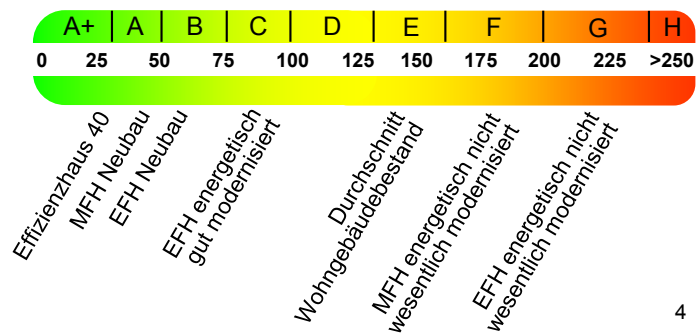 A+ A B C D E F G H
0 25 50 75 100 125 150 175 200 225 >250
Effizienzhaus 40
MFH Neubau
EFH Neubau
EFH energetisch
gut modernisiert
Durchschnitt
Wohngebäudebestand
MFH energetisch nicht
wesentlich modernisiert
EFH energetisch nicht
wesentlich modernisiert
4